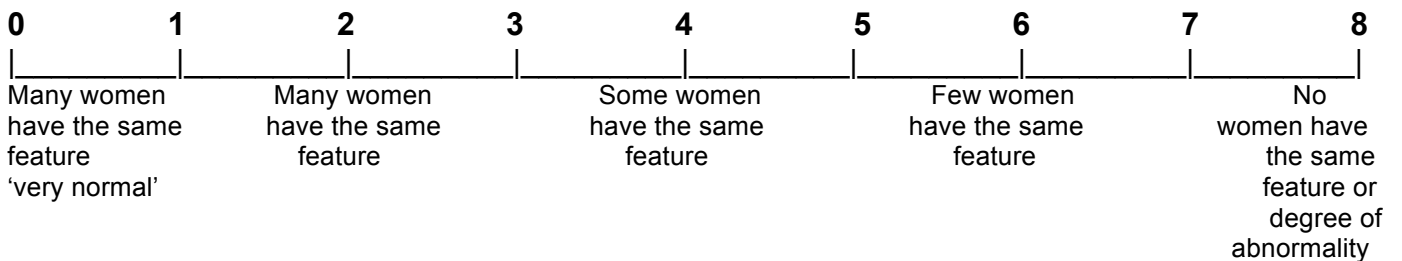 0 1 2 3 4 5 6 7 8
Many women Many women Some women Few women No
have the same have the same have the same have the same women have
feature feature feature feature the same
‘very normal’ feature or
degree of
abnormality